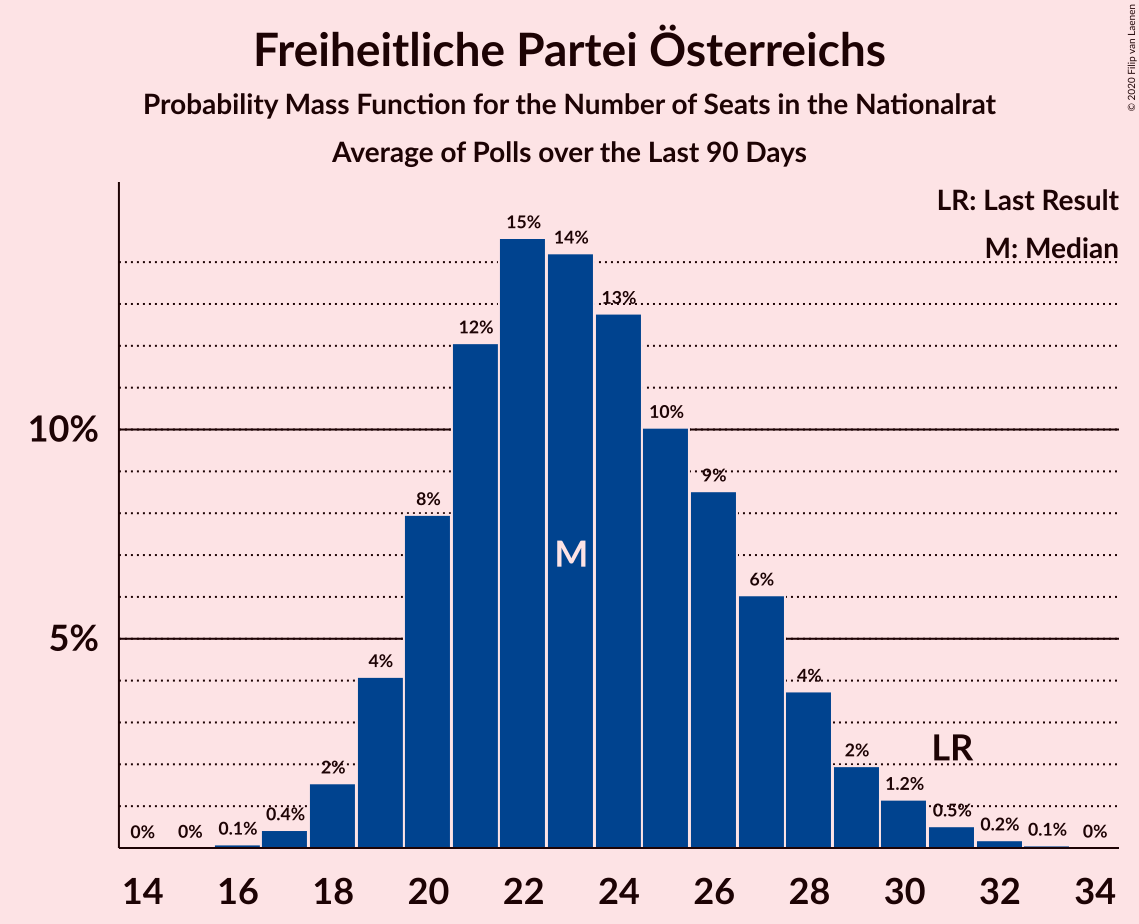 Freiheitliche Partei Österreichs
Probability Mass Function for the Number of Seats in the Nationalrat
Average of Polls over the Last 90 Days
© 2020 Filip van Laenen
LR: Last Result
M: Median
15%
14%
13%
12%
10%
10%
9%
8%
M
6%
5%
4%
4%
LR
2%
2%
1.2%
0.5%
0.4%
0.2%
0.1%
0.1%
0%
0%
0%
14 16 18 20 22 24 26 28 30 32 34